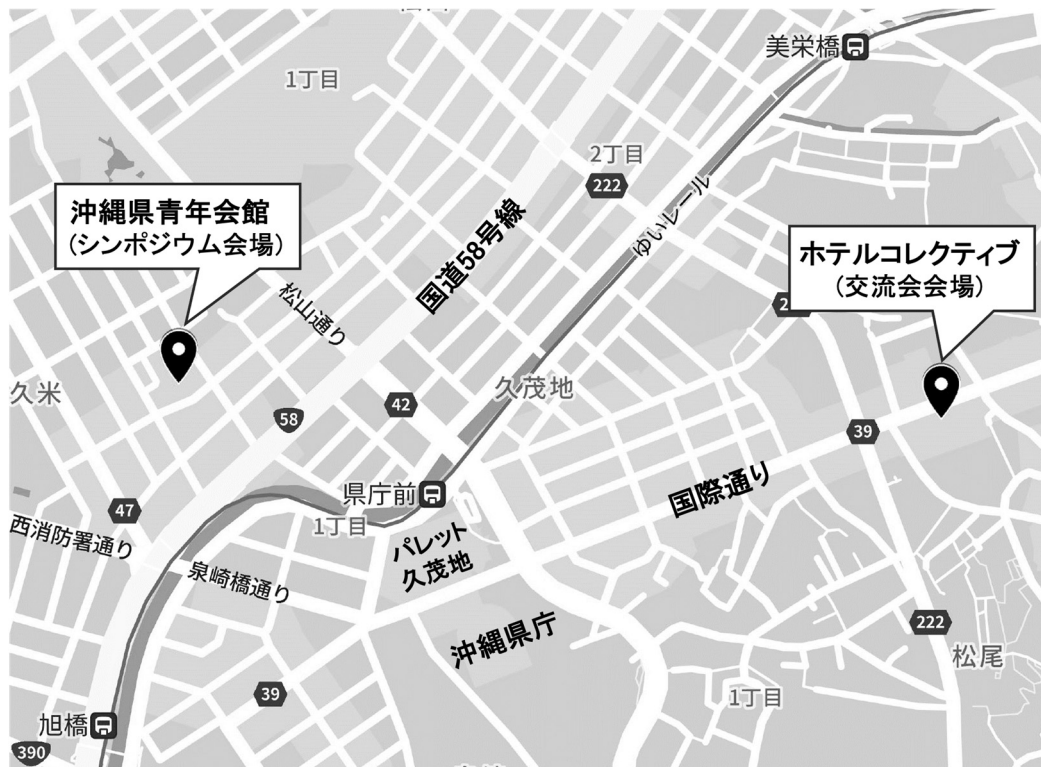 美栄橋
1丁目
2丁目
222
沖縄県青年会館
(シンポジウム会場)
国道58号線
ゆいレール
ホテルコレクティブ
(交流会会場)
松山通り
久米
久茂地
42
58
39
県庁前
国際通り
47
1丁目
西消防署通り
パレット
久茂地
泉崎橋通り
沖縄県庁
222
松尾
39
1丁目
旭橋
390